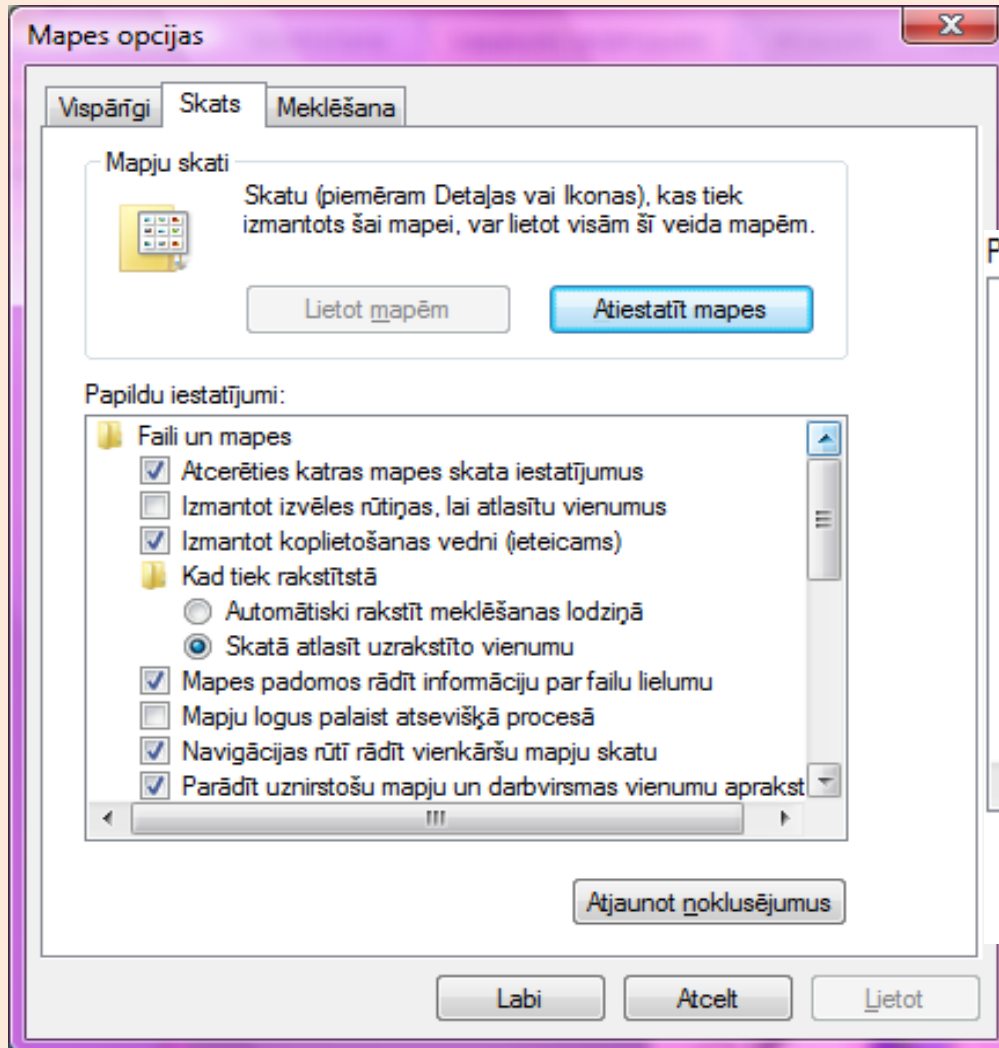 Mapes opcijas
Vispārīgi Skats Meklēšana
Mapju skati
Skatu (piemēram Detaļas vai Ikonas), kas tiek
izmantots šai mapei, var lietot visām šī veida mapēm.
Lietot mapēm Atiestatīt mapes
Papildu iestatījumi:
Faili un mapes
Atcerēties katras mapes skata iestatījumus
Izmantot izvēles rūtiņas, lai atlasītu vienumus
Izmantot koplietošanas vedni (ieteicams)
Kad tiek rakstītstā
Automātiski rakstīt meklēšanas lodziņā
Skatā atlasīt uzrakstīto vienumu
Mapes padomos rādīt informāciju par failu lielumu
Mapju logus palaist atsevišķā procesā
Navigācijas rūtī rādīt vienkāršu mapju skatu
Parādīt uznirstošu mapju un darbvirsmas vienumu aprakst
Atjaunot noklusējumus
Labi Atcelt Lietot